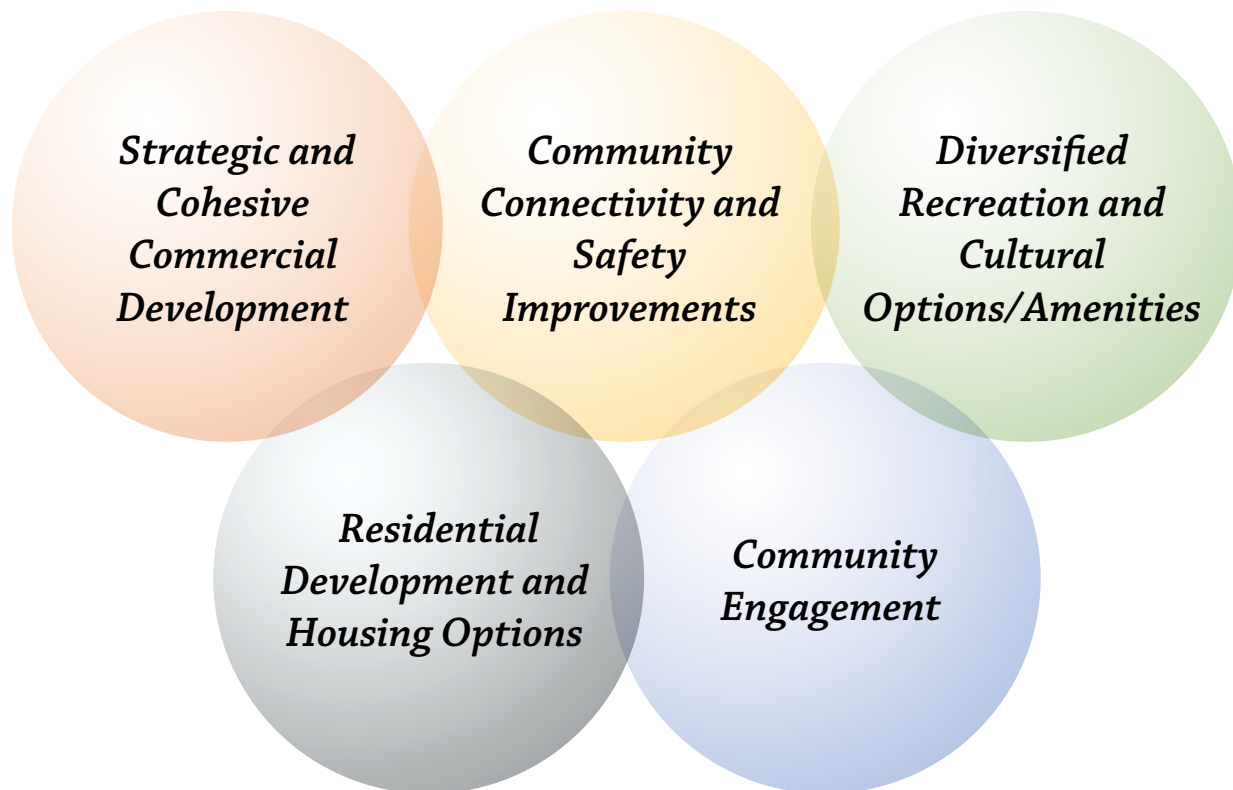 Strategic and
Cohesive
Commercial
Development
Community
Connectivity and
Safety
Improvements
Diversified
Recreation and
Cultural
Options/Amenities
Residential
Development and
Housing Options
Community
Engagement